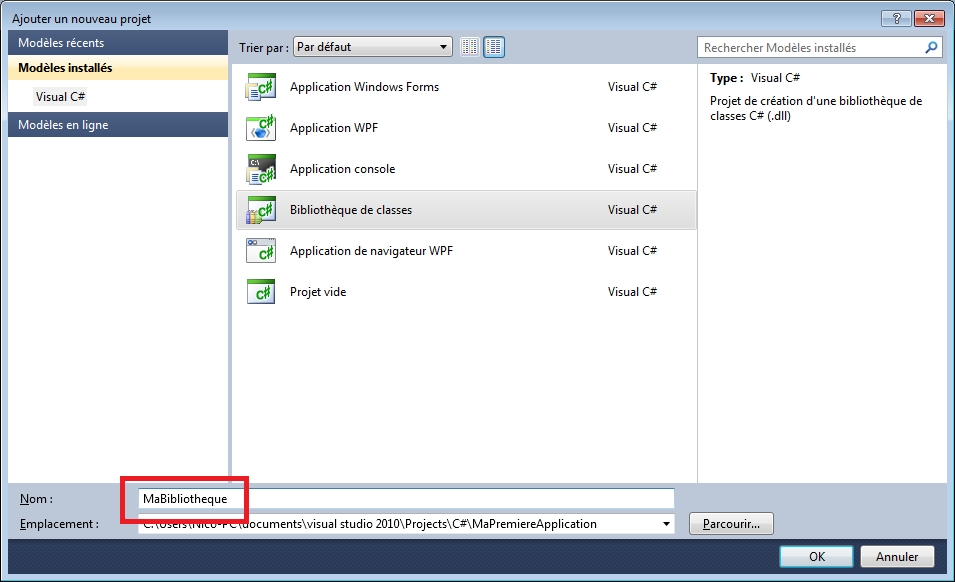 Ajouter un nouveau projet
Modèles récents
Modèles installés
Visual C#
Modèles en ligne
Trier par : Par défaut
Application Windows Forms Visual C#
Application WPF Visual C#
Application console Visual C#
Bibliothèque de classes Visual C#
Application de navigateur WPF Visual C#
Projet vide Visual C#
Rechercher Modèles installés
Type : Visual C#
Projet de création d'une bibliothèque de
classes C# (.dll)
Nom : MaBibliotheque
Emplacement : C:\Users\Nico-PC\documents\visual studio 2010\Projects\C#\MaPremiereApplication Parcourir...
OK Annuler